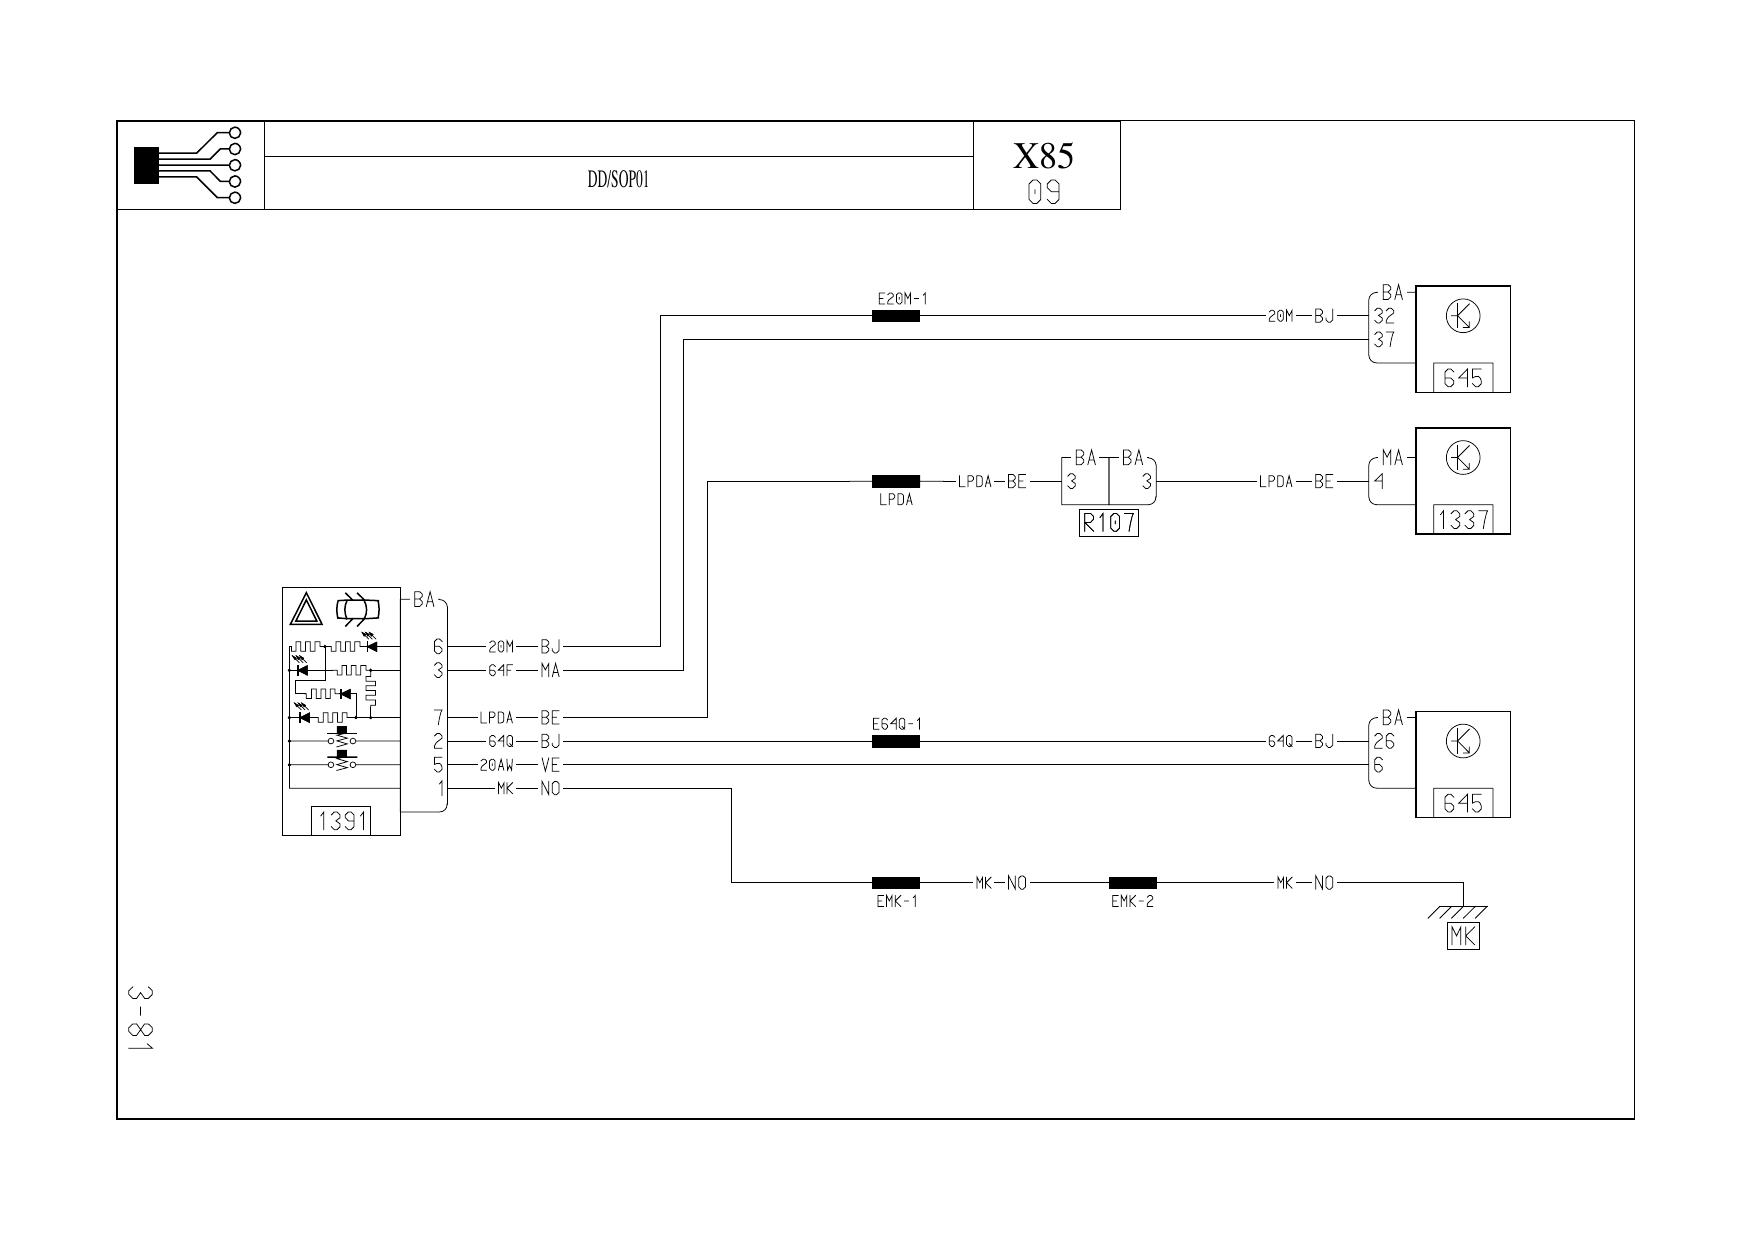 X85
DD/SOP01
09
E20M-1
BA
20M BJ 32
37
645
BA BA MA
LPDA BE 3 3 LPDA BE 4
LPDA
R107 1337
BA
6 20M BJ
3 64F MA
7 LPDA BE E64Q-1 BA
2 64Q BJ 64Q BJ 26
5 20AW VE 6
1 MK NO
645
1391
MK NO MK NO
EMK-1 EMK-2
MK
3-81